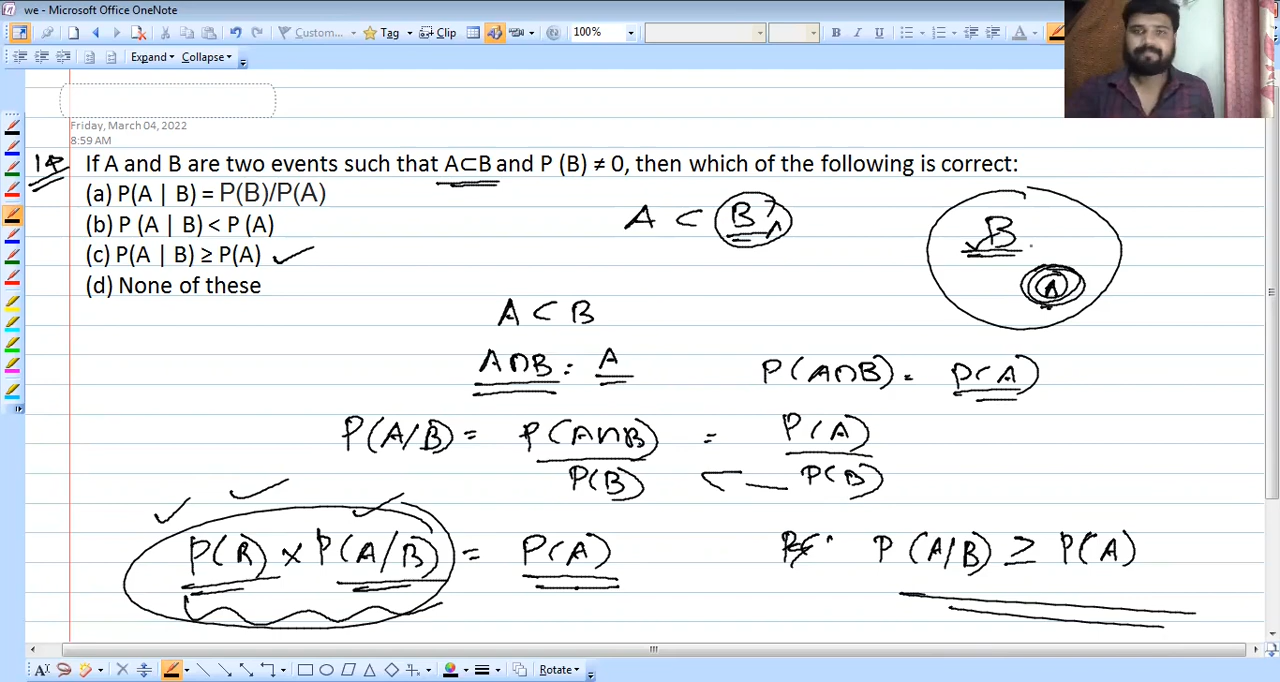 we - Microsoft Office OneNote
Custom... Tag Clip 100% B I U A
Expand Collapse
Friday, March 04, 2022
8:59 AM
If A and B are two events such that A⊂B and P (B) ≠ 0, then which of the following is correct:
(a) P(A | B) = P(B)/P(A)
(b) P (A | B) < P (A)
(c) P(A | B) ≥ P(A) ✓
(d) None of these
A ⊂ B
B
A
A ⊂ B
A∩B = A P(A∩B) = P(A)
P(A/B) = P(A∩B) = P(A)
P(B) P(B)
P(B) × P(A/B) = P(A) P(A/B) ≥ P(A)
A Rotate